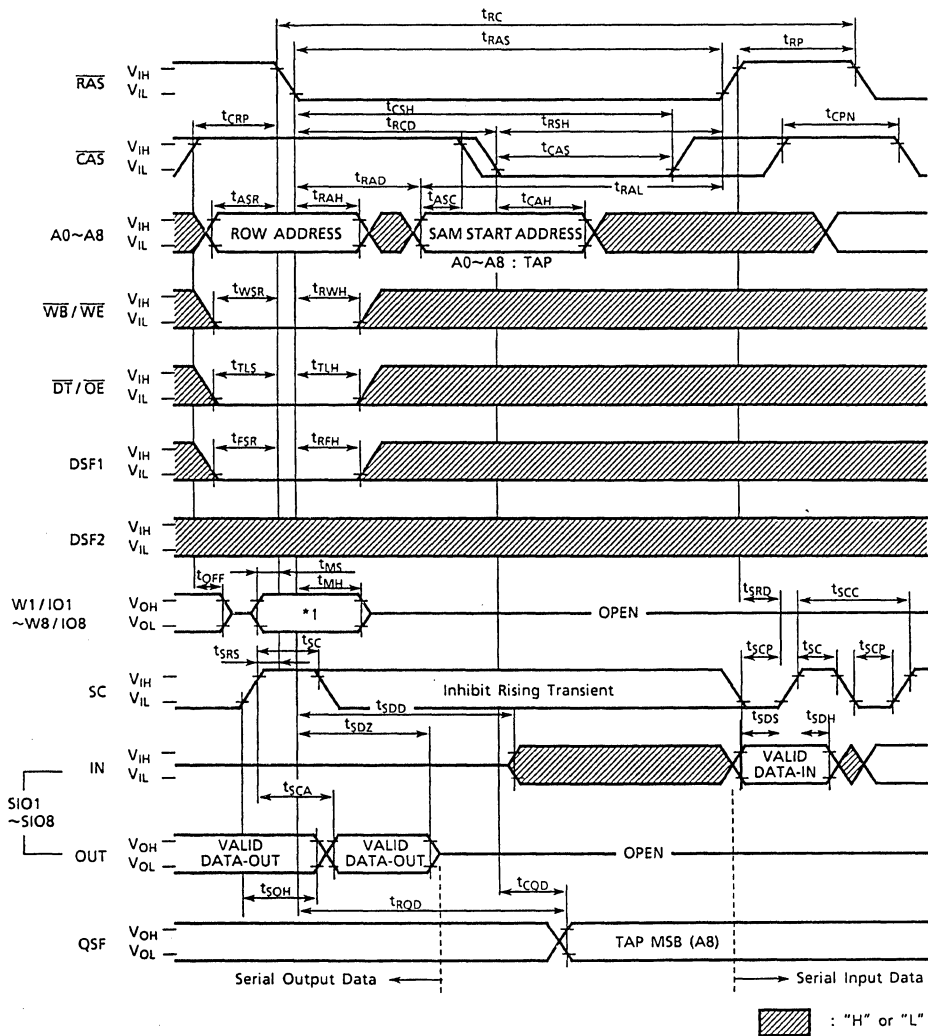 tRC
tRAS
tRP
RAS
VIH
VIL
tCSH
tCRP
tRCD
tRSH
tCPN
CAS
VIH
VIL
tCAS
tRAD
tRAL
tASR
tRAH
tASC
tCAH
A0~A8
VIH
VIL
ROW ADDRESS
SAM START ADDRESS
A0~A8 : TAP
tWSR
tRWH
WB / WE
VIH
VIL
tTLS
tTLH
DT / OE
VIH
VIL
tFSR
tRFH
DSF1
VIH
VIL
DSF2
VIH
VIL
tOFF
tMS
tMH
W1 / IO1
~W8 / IO8
VOH
VOL
*1
OPEN
tSRD
tSCC
tSRS
tSC
tSCP
tSC
tSCP
SC
VIH
VIL
Inhibit Rising Transient
tSDD
tSDZ
tSDS
tSDH
IN
VIH
VIL
VALID
DATA-IN
SIO1
~SIO8
tSCA
OUT
VOH
VOL
VALID
DATA-OUT
VALID
DATA-OUT
OPEN
tSOH
tCQD
tRQD
QSF
VOH
VOL
TAP MSB (A8)
Serial Output Data
Serial Input Data
: "H" or "L"